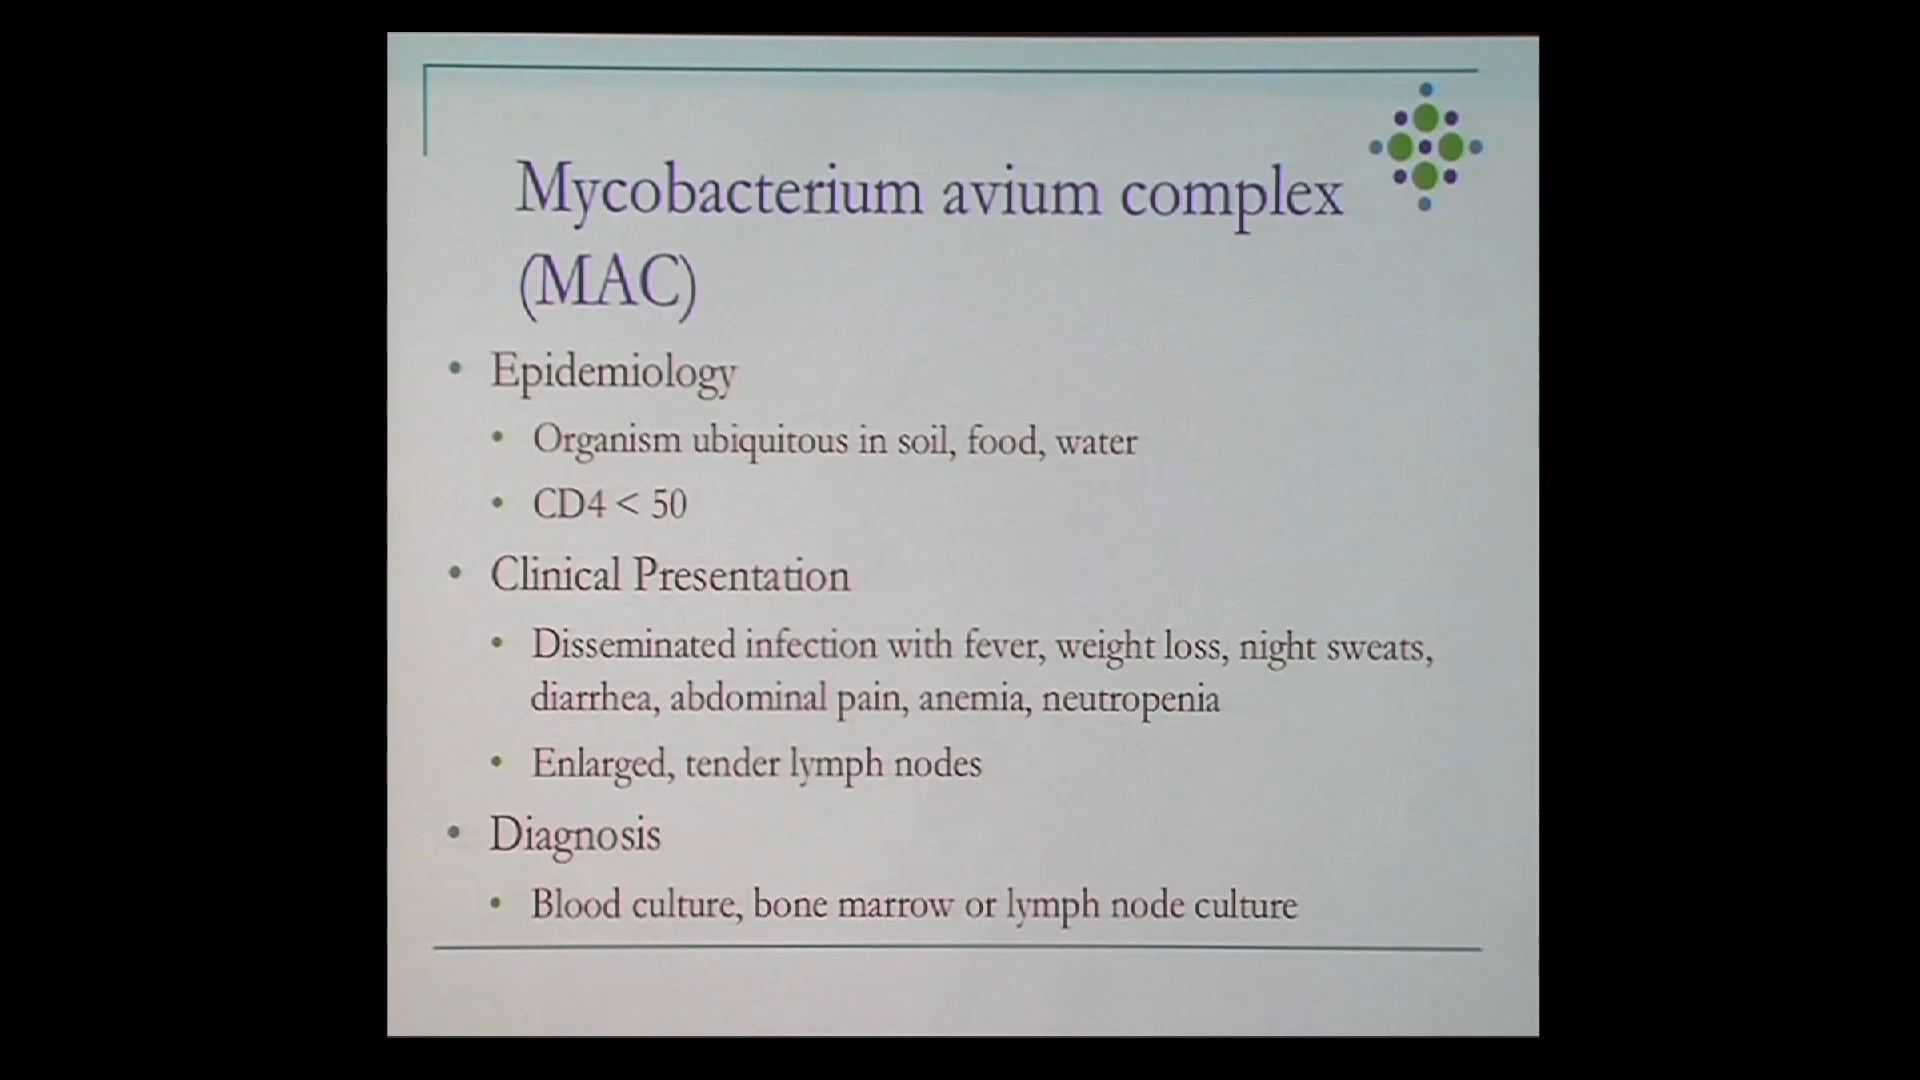 Mycobacterium avium complex
(MAC)
• Epidemiology
• Organism ubiquitous in soil, food, water
• CD4 < 50
• Clinical Presentation
• Disseminated infection with fever, weight loss, night sweats,
diarrhea, abdominal pain, anemia, neutropenia
• Enlarged, tender lymph nodes
• Diagnosis
• Blood culture, bone marrow or lymph node culture